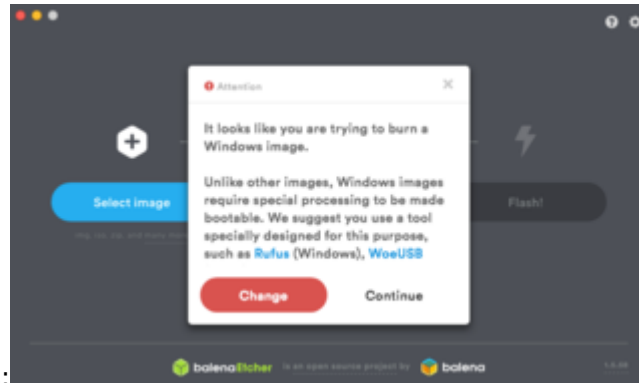 Attention
It looks like you are trying to burn a
Windows image.
Unlike other images, Windows images
require special processing to be made
bootable. We suggest you use a tool
specially designed for this purpose,
such as Rufus (Windows), WoeUSB
Select image
Flash!
Change Continue
balenaEtcher is an open source project by balena